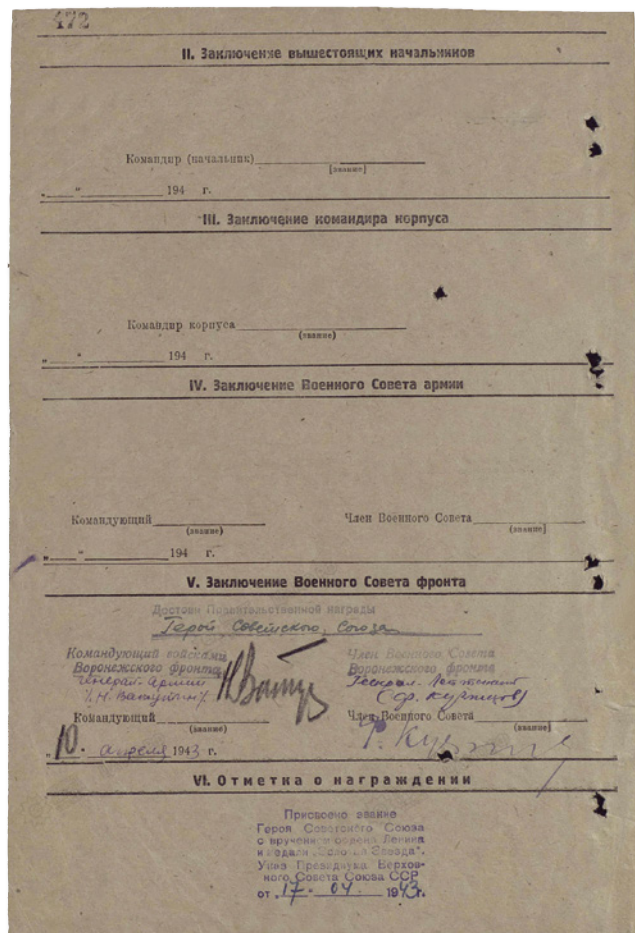 472
II. Заключение вышестоящих начальников
Командир (начальник)
(звание)
„ “ 194 г.
III. Заключение командира корпуса
Командир корпуса
(звание)
„ “ 194 г.
IV. Заключение Военного Совета армии
Командующий Член Военного Совета
(звание) (звание)
„ “ 194 г.
V. Заключение Военного Совета фронта
Достоин Правительственной награды
Герой Советского Союза
Командующий войсками Член Военного Совета
Воронежского фронта Воронежского фронта
генерал-армии Генерал-лейтенант
/Н. Ватутин/ (Ф. Кузнецов)
Командующий Член Военного Совета
(звание) (звание)
„10“ апреля 1943 г.
VI. Отметка о награждении
Присвоено звание
Героя Советского Союза
с вручением ордена Ленина
и медали „Золотая Звезда".
Указ Президиума Верхов-
ного Совета Союза ССР
от 17. 04 1943г.